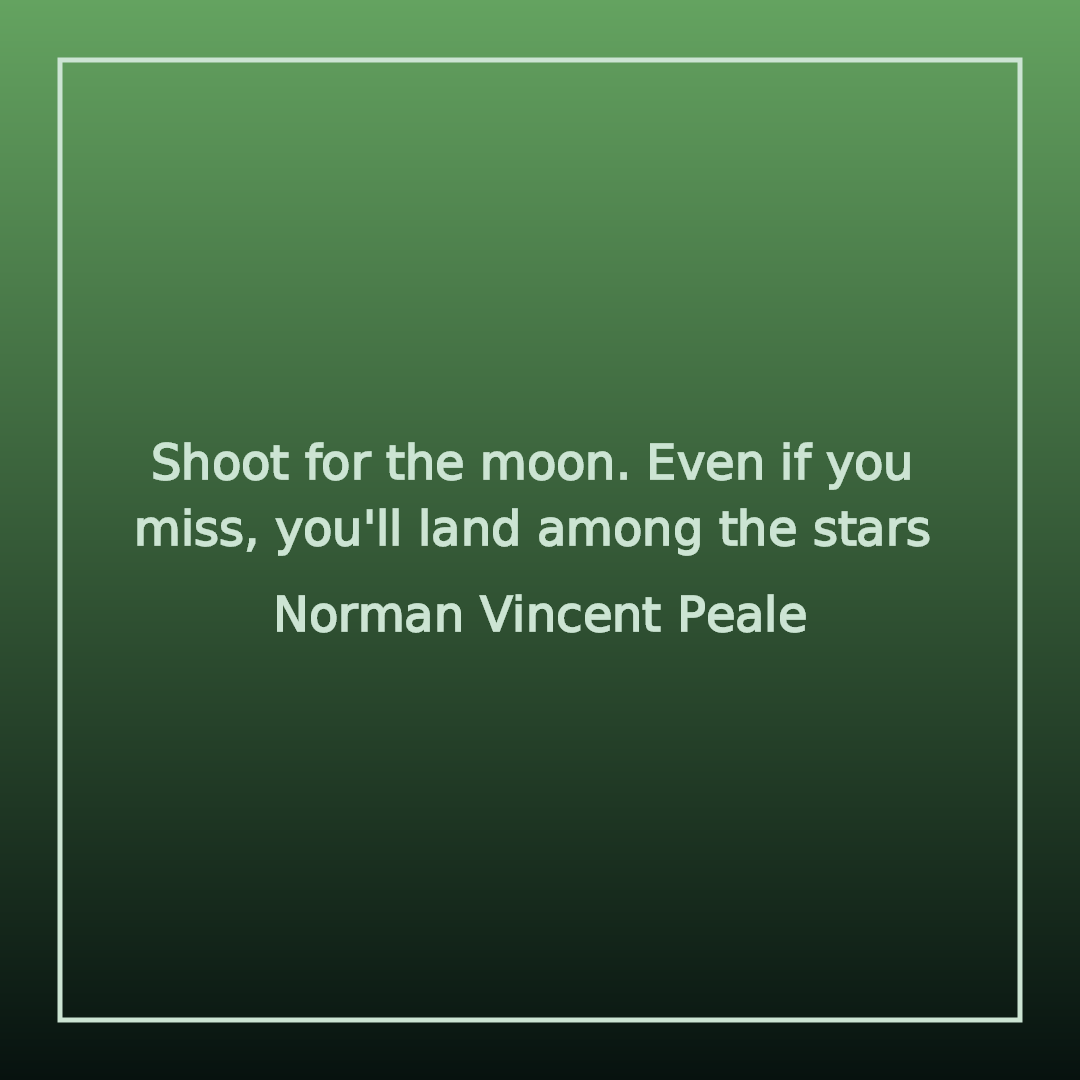 Shoot for the moon. Even if you
miss, you'll land among the stars
Norman Vincent Peale